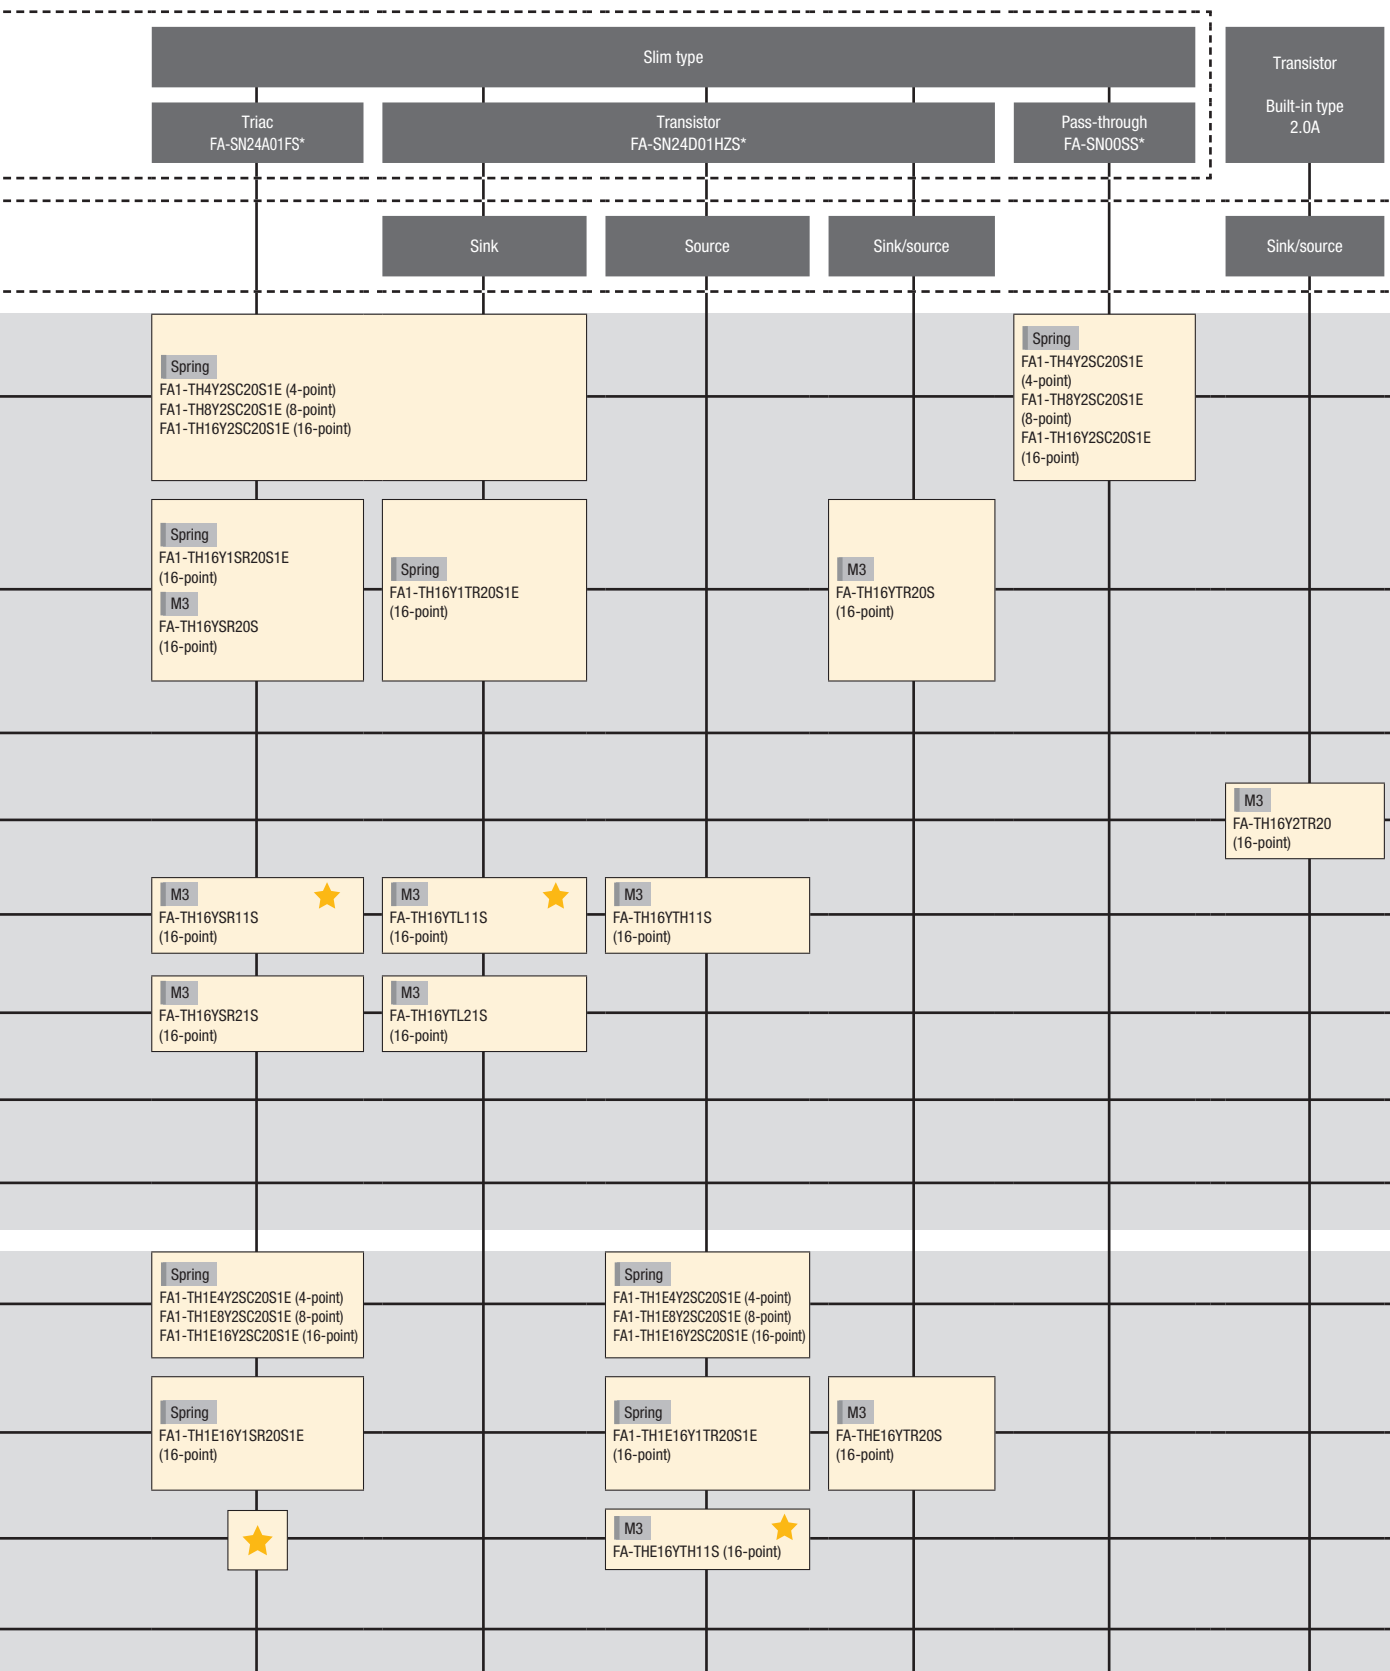 Slim type
Transistor
Built-in type
2.0A
Triac
FA-SN24A01FS*
Transistor
FA-SN24D01HZS*
Pass-through
FA-SN00SS*
Sink
Source
Sink/source
Sink/source
Spring
FA1-TH4Y2SC20S1E (4-point)
FA1-TH8Y2SC20S1E (8-point)
FA1-TH16Y2SC20S1E (16-point)
Spring
FA1-TH4Y2SC20S1E
(4-point)
FA1-TH8Y2SC20S1E
(8-point)
FA1-TH16Y2SC20S1E
(16-point)
Spring
FA1-TH16Y1SR20S1E
(16-point)
M3
FA-TH16YSR20S
(16-point)
Spring
FA1-TH16Y1TR20S1E
(16-point)
M3
FA-TH16YTR20S
(16-point)
M3
FA-TH16Y2TR20
(16-point)
M3
FA-TH16YSR11S
(16-point)
M3
FA-TH16YTL11S
(16-point)
M3
FA-TH16YTH11S
(16-point)
M3
FA-TH16YSR21S
(16-point)
M3
FA-TH16YTL21S
(16-point)
Spring
FA1-TH1E4Y2SC20S1E (4-point)
FA1-TH1E8Y2SC20S1E (8-point)
FA1-TH1E16Y2SC20S1E (16-point)
Spring
FA1-TH1E4Y2SC20S1E (4-point)
FA1-TH1E8Y2SC20S1E (8-point)
FA1-TH1E16Y2SC20S1E (16-point)
Spring
FA1-TH1E16Y1SR20S1E
(16-point)
Spring
FA1-TH1E16Y1TR20S1E
(16-point)
M3
FA-THE16YTR20S
(16-point)
M3
FA-THE16YTH11S (16-point)